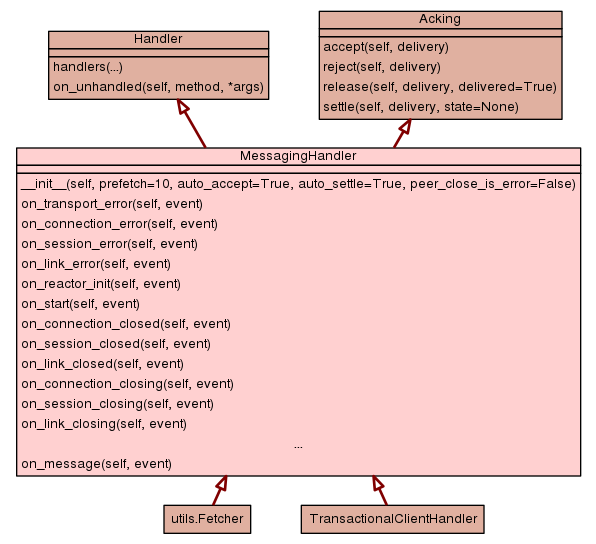 Handler
handlers(...)
on_unhandled(self, method, *args)
Acking
accept(self, delivery)
reject(self, delivery)
release(self, delivery, delivered=True)
settle(self, delivery, state=None)
MessagingHandler
__init__(self, prefetch=10, auto_accept=True, auto_settle=True, peer_close_is_error=False)
on_transport_error(self, event)
on_connection_error(self, event)
on_session_error(self, event)
on_link_error(self, event)
on_reactor_init(self, event)
on_start(self, event)
on_connection_closed(self, event)
on_session_closed(self, event)
on_link_closed(self, event)
on_connection_closing(self, event)
on_session_closing(self, event)
on_link_closing(self, event)
...
on_message(self, event)
utils.Fetcher
TransactionalClientHandler